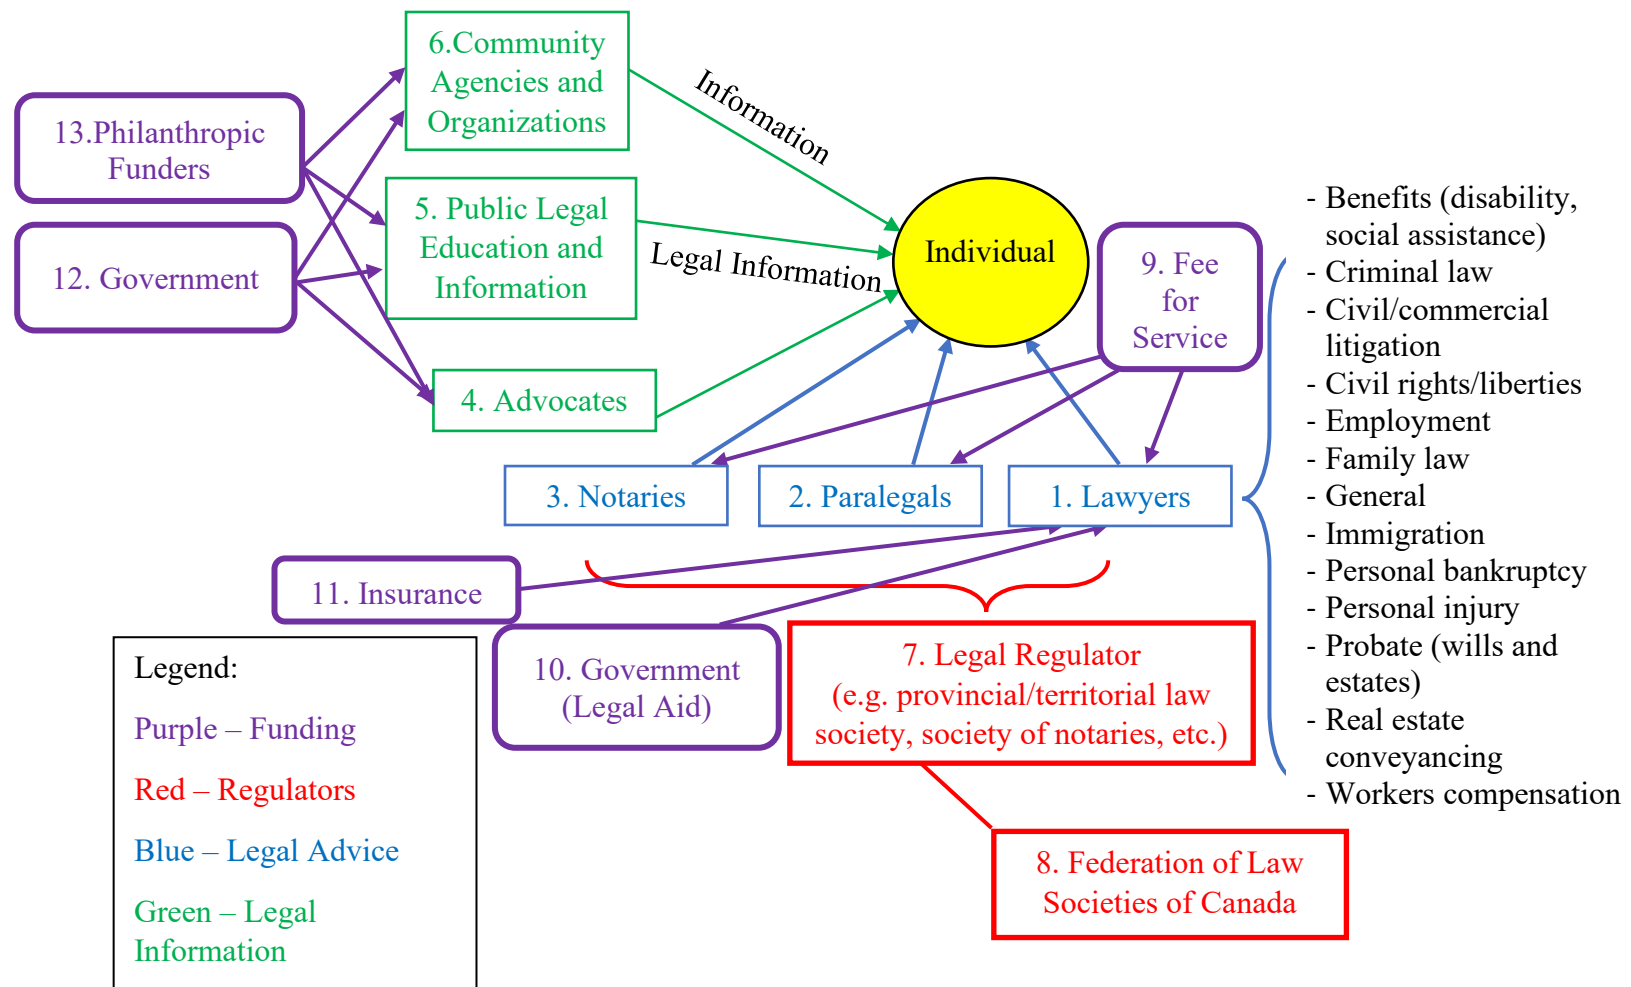 6.Community
Agencies and
Organizations
Information
13.Philanthropic
Funders
5. Public Legal
Education and
Information
Legal Information
12. Government
4. Advocates
Individual
9. Fee
for
Service
3. Notaries
2. Paralegals
1. Lawyers
- Benefits (disability,
social assistance)
- Criminal law
- Civil/commercial
litigation
- Civil rights/liberties
- Employment
- Family law
- General
- Immigration
- Personal bankruptcy
- Personal injury
- Probate (wills and
estates)
- Real estate
conveyancing
- Workers compensation
11. Insurance
10. Government
(Legal Aid)
7. Legal Regulator
(e.g. provincial/territorial law
society, society of notaries, etc.)
8. Federation of Law
Societies of Canada
Legend:
Purple – Funding
Red – Regulators
Blue – Legal Advice
Green – Legal
Information